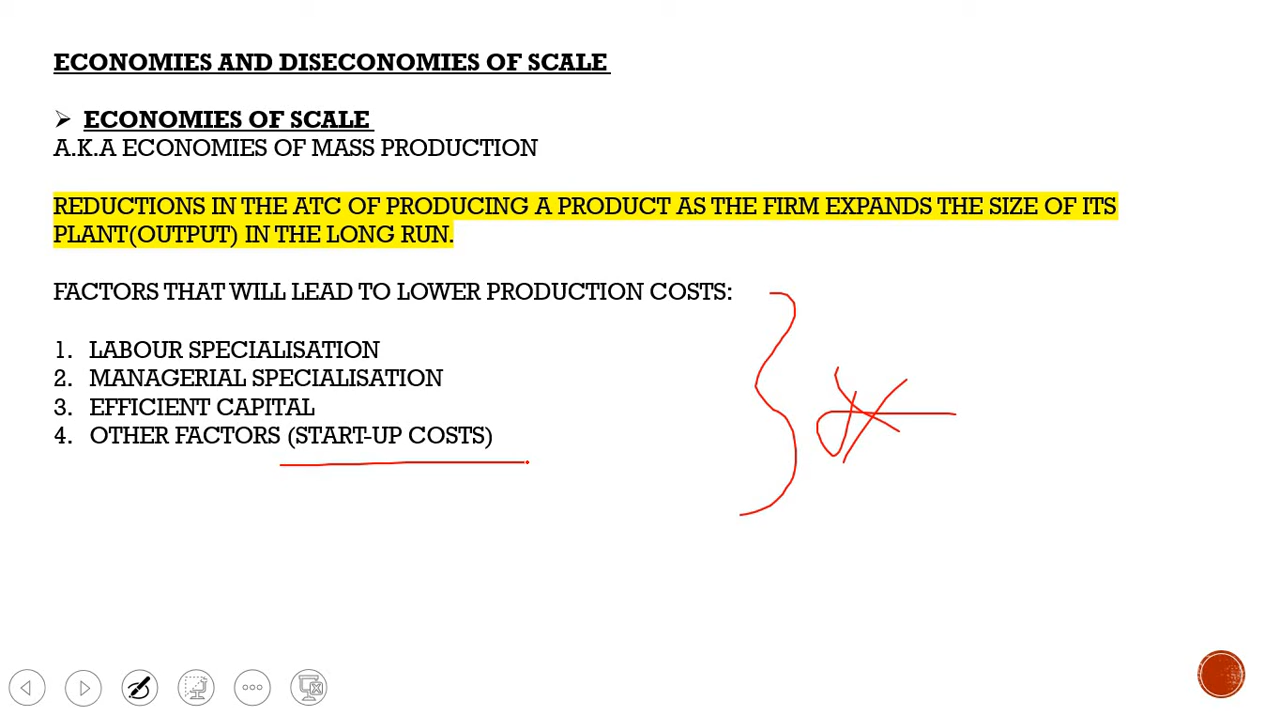 ECONOMIES AND DISECONOMIES OF SCALE
➢ ECONOMIES OF SCALE
A.K.A ECONOMIES OF MASS PRODUCTION
REDUCTIONS IN THE ATC OF PRODUCING A PRODUCT AS THE FIRM EXPANDS THE SIZE OF ITS
PLANT(OUTPUT) IN THE LONG RUN.
FACTORS THAT WILL LEAD TO LOWER PRODUCTION COSTS:
1. LABOUR SPECIALISATION
2. MANAGERIAL SPECIALISATION
3. EFFICIENT CAPITAL
4. OTHER FACTORS (START-UP COSTS)